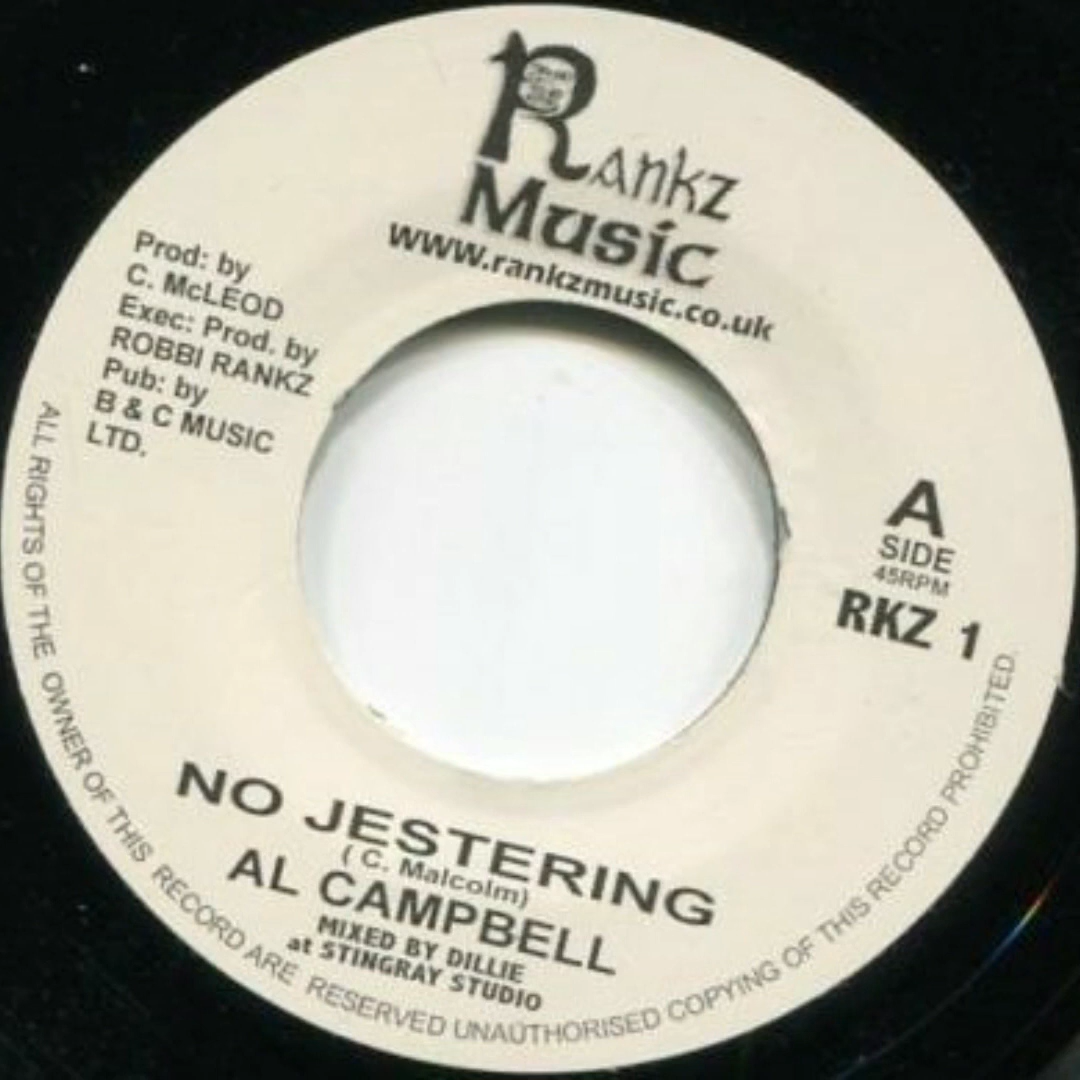 Rankz
Music
www.rankzmusic.co.uk
Prod: by
C. McLEOD
Exec: Prod. by
ROBBI RANKZ
Pub: by
B & C MUSIC
LTD.
A
SIDE
45RPM
RKZ 1
NO JESTERING
( C. Malcolm)
AL CAMPBELL
MIXED BY DILLIE
at STINGRAY STUDIO
ALL RIGHTS OF THE OWNER OF THIS RECORD ARE RESERVED UNAUTHORISED COPYING OF THIS RECORD PROHIBITED.